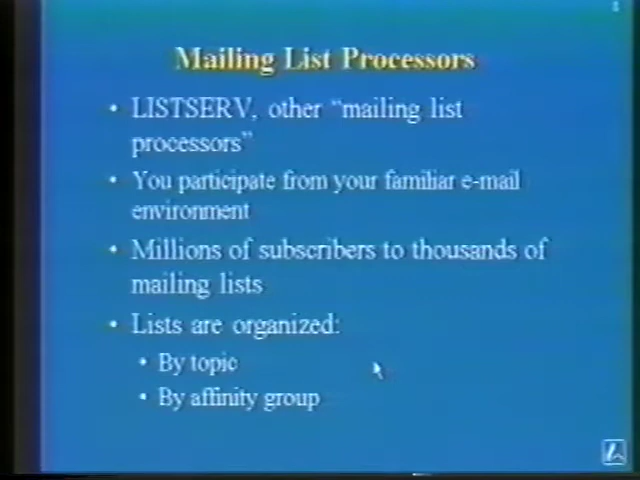 Mailing List Processors
• LISTSERV, other “mailing list
processors”
• You participate from your familiar e-mail
environment
• Millions of subscribers to thousands of
mailing lists
• Lists are organized:
• By topic
• By affinity group